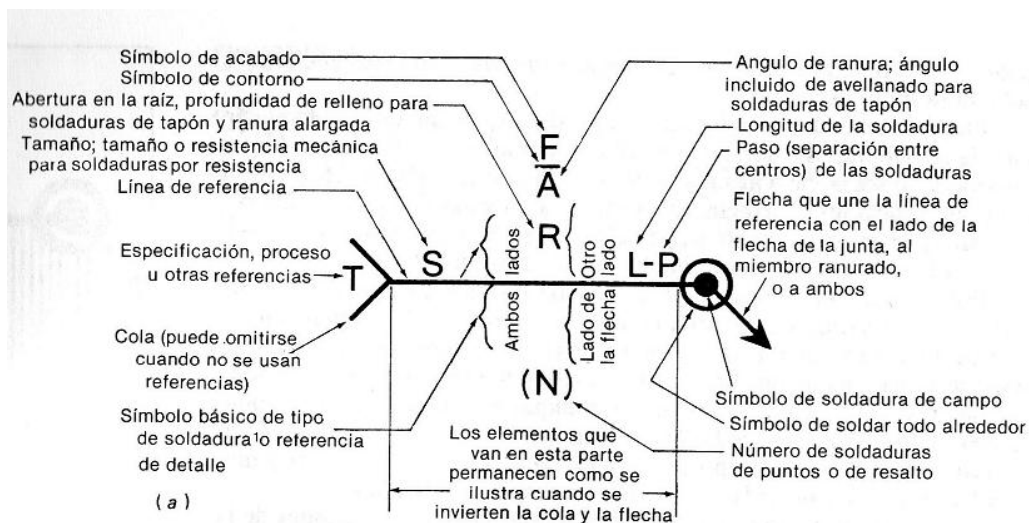 Símbolo de acabado
Símbolo de contorno
Abertura en la raíz, profundidad de relleno para
soldaduras de tapón y ranura alargada
Tamaño; tamaño o resistencia mecánica
para soldaduras por resistencia
Línea de referencia
Especificación, proceso
u otras referencias
Cola (puede omitirse
cuando no se usan
referencias)
Símbolo básico de tipo
de soldadura¹o referencia
de detalle
(a)
T
S
F
A
R
Ambos lados
Otro
lado
Lado de
la flecha
L-P
(N)
Los elementos que
van en esta parte
permanecen como se
ilustra cuando se
invierten la cola y la flecha
Angulo de ranura; ángulo
incluido de avellanado para
soldaduras de tapón
Longitud de la soldadura
Paso (separación entre
centros) de las soldaduras
Flecha que une la línea de
referencia con el lado de la
flecha de la junta, al
miembro ranurado,
o a ambos
Símbolo de soldadura de campo
Símbolo de soldar todo alrededor
Número de soldaduras
de puntos o de resalto